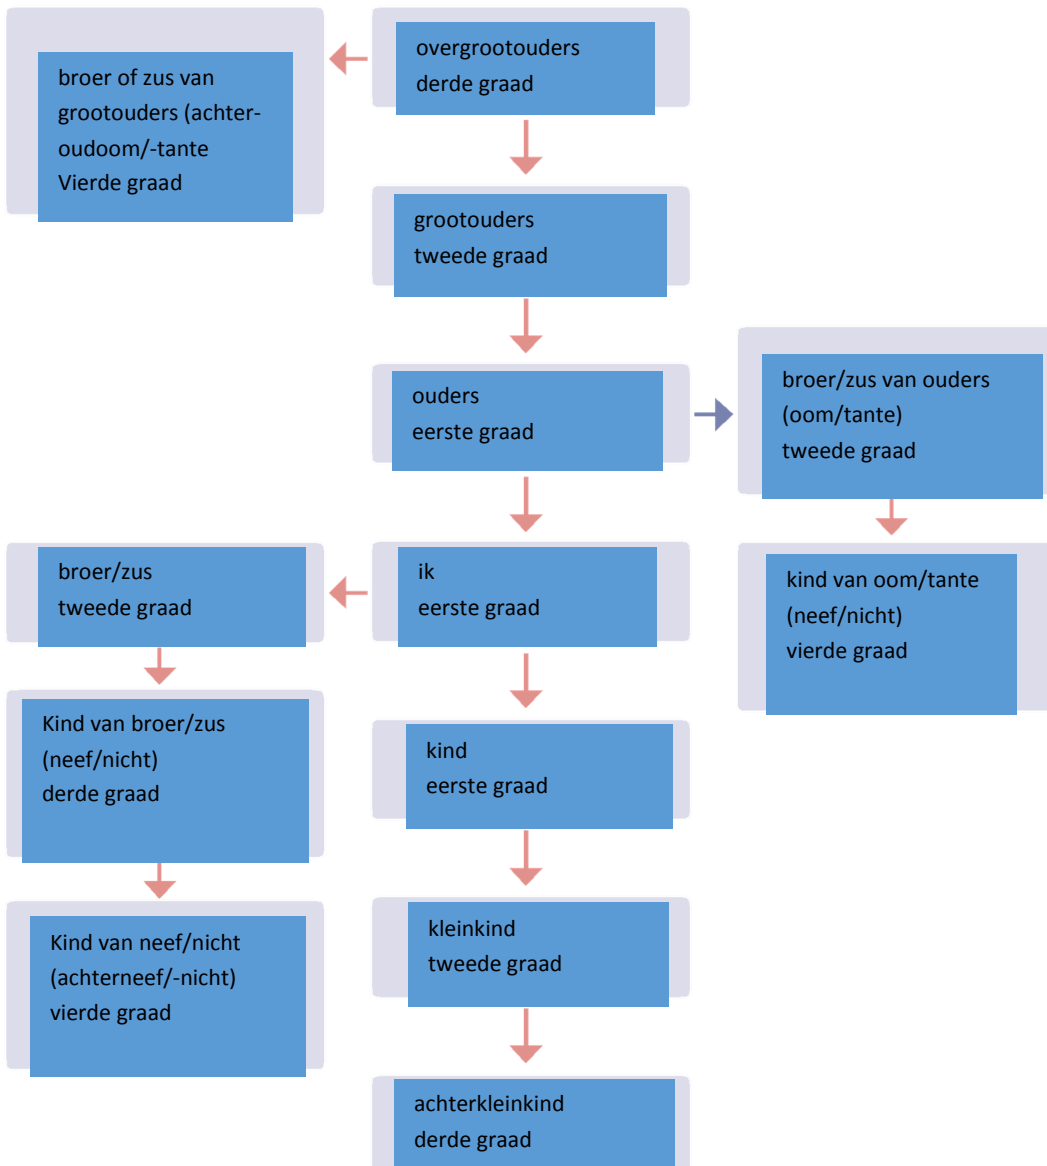 overgrootouders
derde graad
broer of zus van
grootouders (achter-
oudoom/-tante
Vierde graad
grootouders
tweede graad
ouders
eerste graad
broer/zus van ouders
(oom/tante)
tweede graad
broer/zus
tweede graad
ik
eerste graad
kind van oom/tante
(neef/nicht)
vierde graad
Kind van broer/zus
(neef/nicht)
derde graad
kind
eerste graad
Kind van neef/nicht
(achterneef/-nicht)
vierde graad
kleinkind
tweede graad
achterkleinkind
derde graad